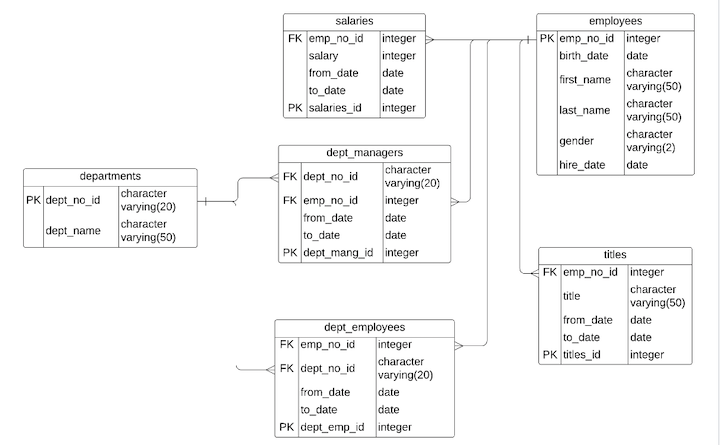 salaries
FK emp_no_id integer
salary integer
from_date date
to_date date
PK salaries_id integer
employees
PK emp_no_id integer
birth_date date
first_name character
varying(50)
last_name character
varying(50)
gender character
varying(2)
hire_date date
dept_managers
FK dept_no_id character
varying(20)
FK emp_no_id integer
from_date date
to_date date
PK dept_mang_id integer
departments
PK dept_no_id character
varying(20)
dept_name character
varying(50)
titles
FK emp_no_id integer
title character
varying(50)
from_date date
to_date date
PK titles_id integer
dept_employees
FK emp_no_id integer
FK dept_no_id character
varying(20)
from_date date
to_date date
PK dept_emp_id integer